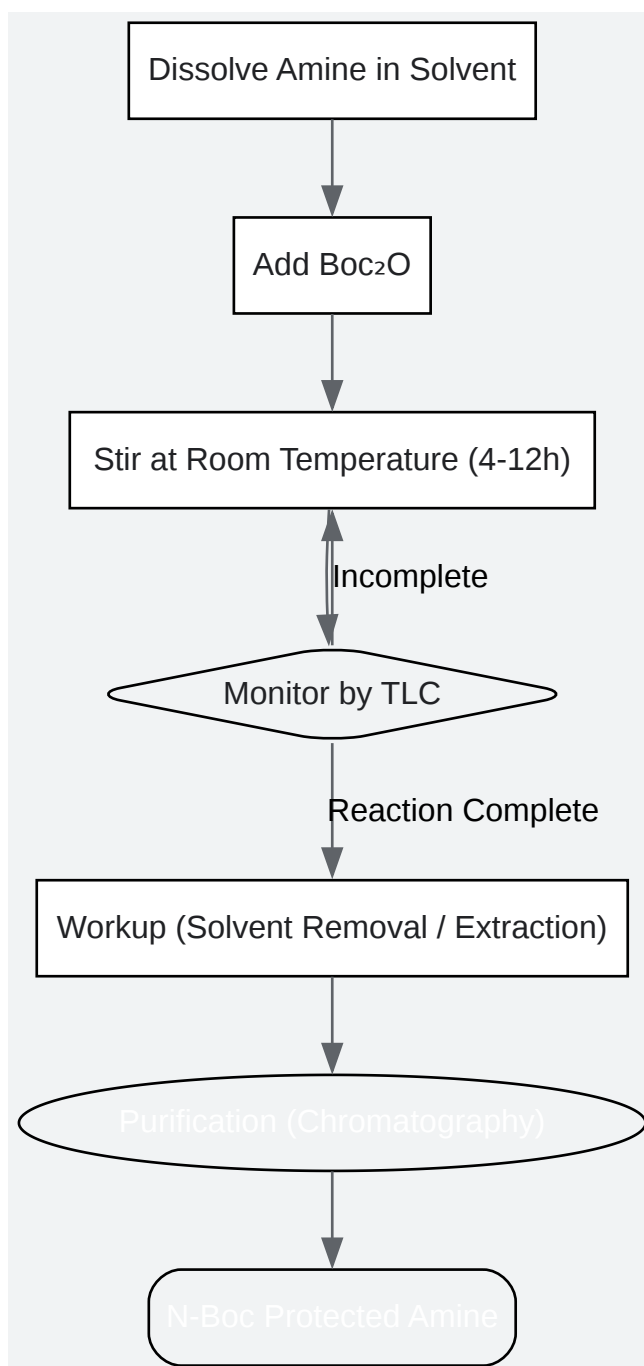 Dissolve Amine in Solvent
Add Boc₂O
Stir at Room Temperature (4-12h)
Incomplete
Monitor by TLC
Reaction Complete
Workup (Solvent Removal / Extraction)
Purification (Chromatography)
N-Boc Protected Amine